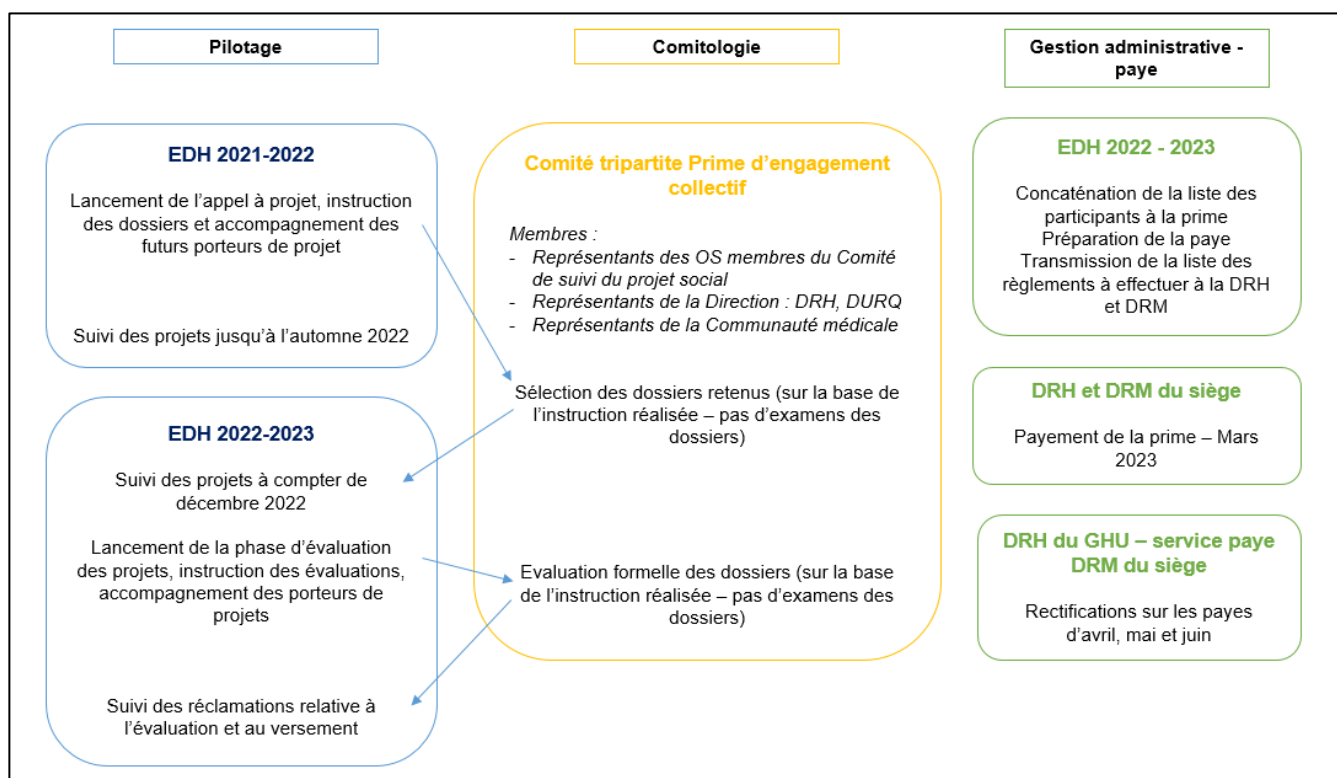 Pilotage
Comitologie
Gestion administrative -
paye
EDH 2021-2022
Lancement de l’appel à projet, instruction
des dossiers et accompagnement des
futurs porteurs de projet
Suivi des projets jusqu’à l’automne 2022
EDH 2022-2023
Suivi des projets à compter de
décembre 2022
Lancement de la phase d’évaluation
des projets, instruction des évaluations,
accompagnement des porteurs de
projets
Suivi des réclamations relative à
l’évaluation et au versement
Comité tripartite Prime d’engagement
collectif
Membres :
- Représentants des OS membres du Comité
de suivi du projet social
- Représentants de la Direction : DRH, DURQ
- Représentants de la Communauté médicale
Sélection des dossiers retenus (sur la base de
l’instruction réalisée – pas d’examens des
dossiers)
Evaluation formelle des dossiers (sur la base
de l’instruction réalisée – pas d’examens des
dossiers)
EDH 2022 - 2023
Concaténation de la liste des
participants à la prime
Préparation de la paye
Transmission de la liste des
règlements à effectuer à la DRH
et DRM
DRH et DRM du siège
Payement de la prime – Mars
2023
DRH du GHU – service paye
DRM du siège
Rectifications sur les payes
d’avril, mai et juin